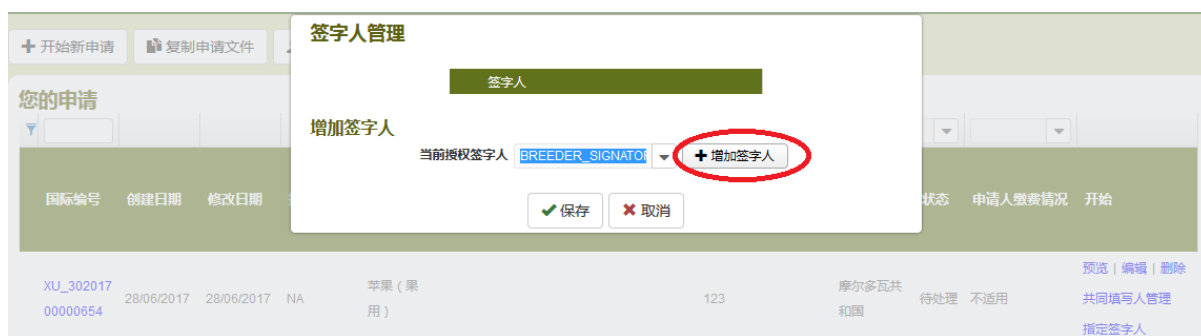 签字人管理
+ 开始新申请 复制申请文件
签字人
您的申请
增加签字人
当前授权签字人 BREEDER_SIGNATO + 增加签字人
国际编号 创建日期 修改日期 状态 申请人缴费情况 开始
保存 取消
XU_302017
00000654
28/06/2017 28/06/2017 NA
苹果（果
用）
123
摩尔多瓦共
和国
待处理 不适用
预览 | 编辑 | 删除
共同填写人管理
指定签字人